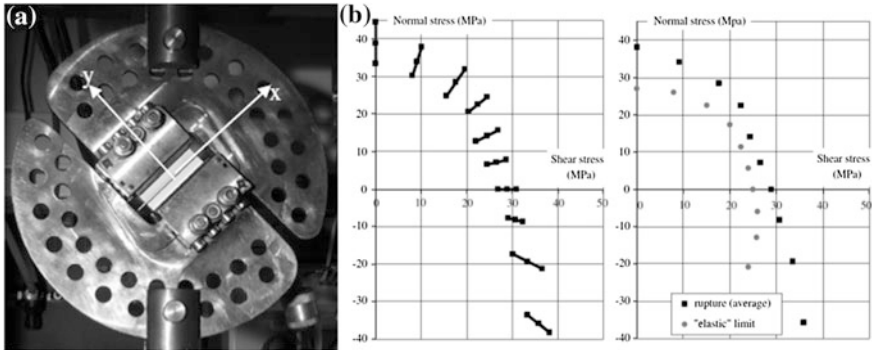 (a)
y
x
(b)
Normal stress (MPa)
40
30
20
10
0
-10
-20
-30
-40
0
10
20
30
40
50
Shear stress
(MPa)
Normal stress (Mpa)
40
30
20
10
0
-10
-20
-30
-40
0
10
20
30
40
50
Shear stress
(MPa)
rupture (average)
"elastic" limit